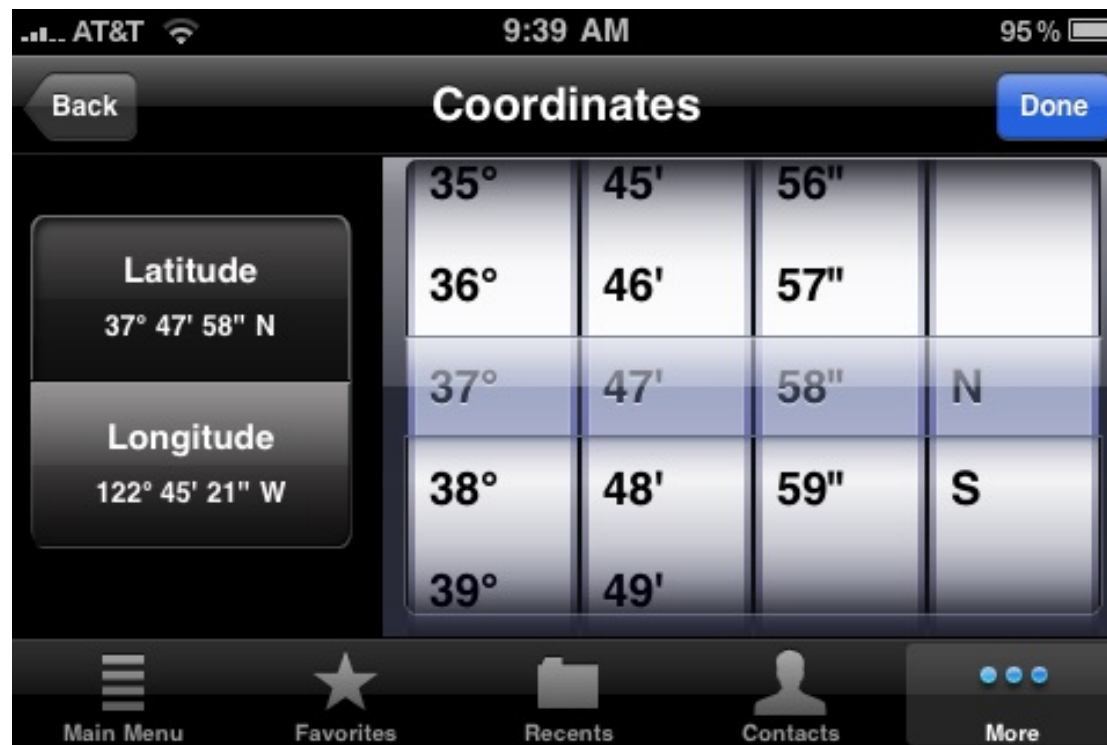 AT&T 9:39 AM 95%
Back Coordinates Done
35° 45' 56"
Latitude
36° 46' 57"
37° 47' 58" N
37° 47' 58" N
Longitude
122° 45' 21" W
38° 48' 59" S
39° 49'
Main Menu Favorites Recents Contacts More